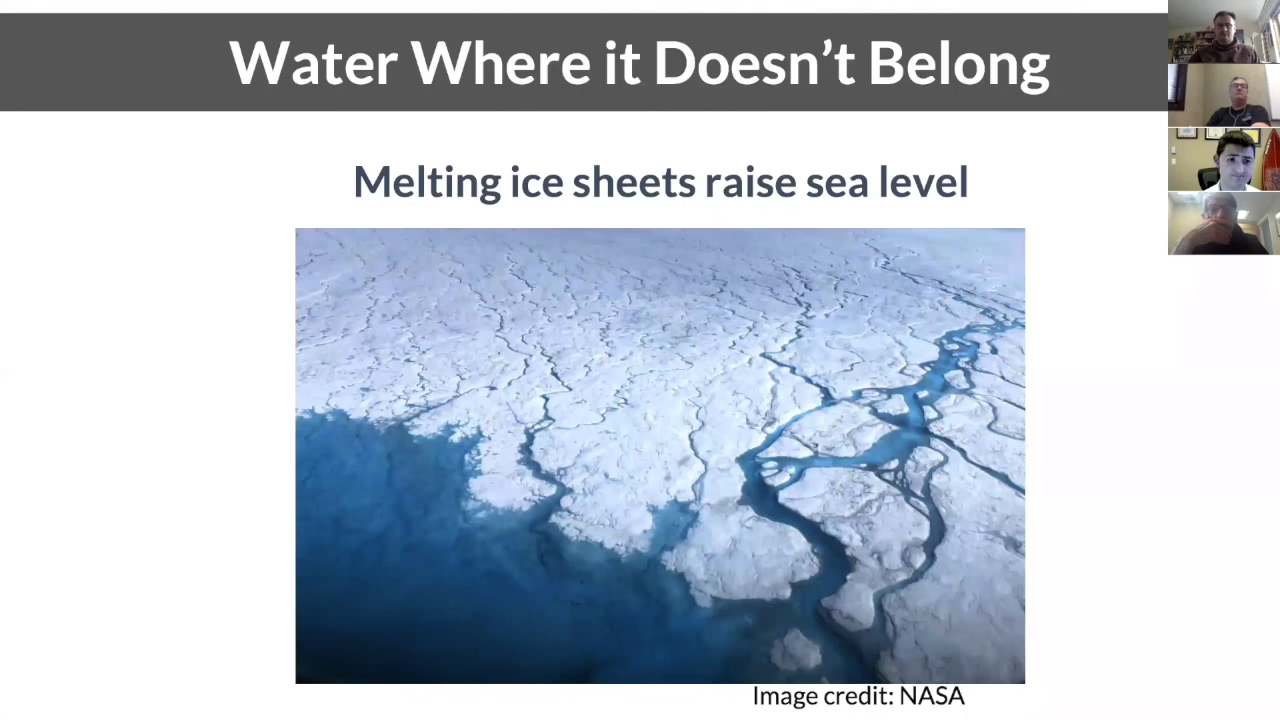 Water Where it Doesn’t Belong
Melting ice sheets raise sea level
Image credit: NASA